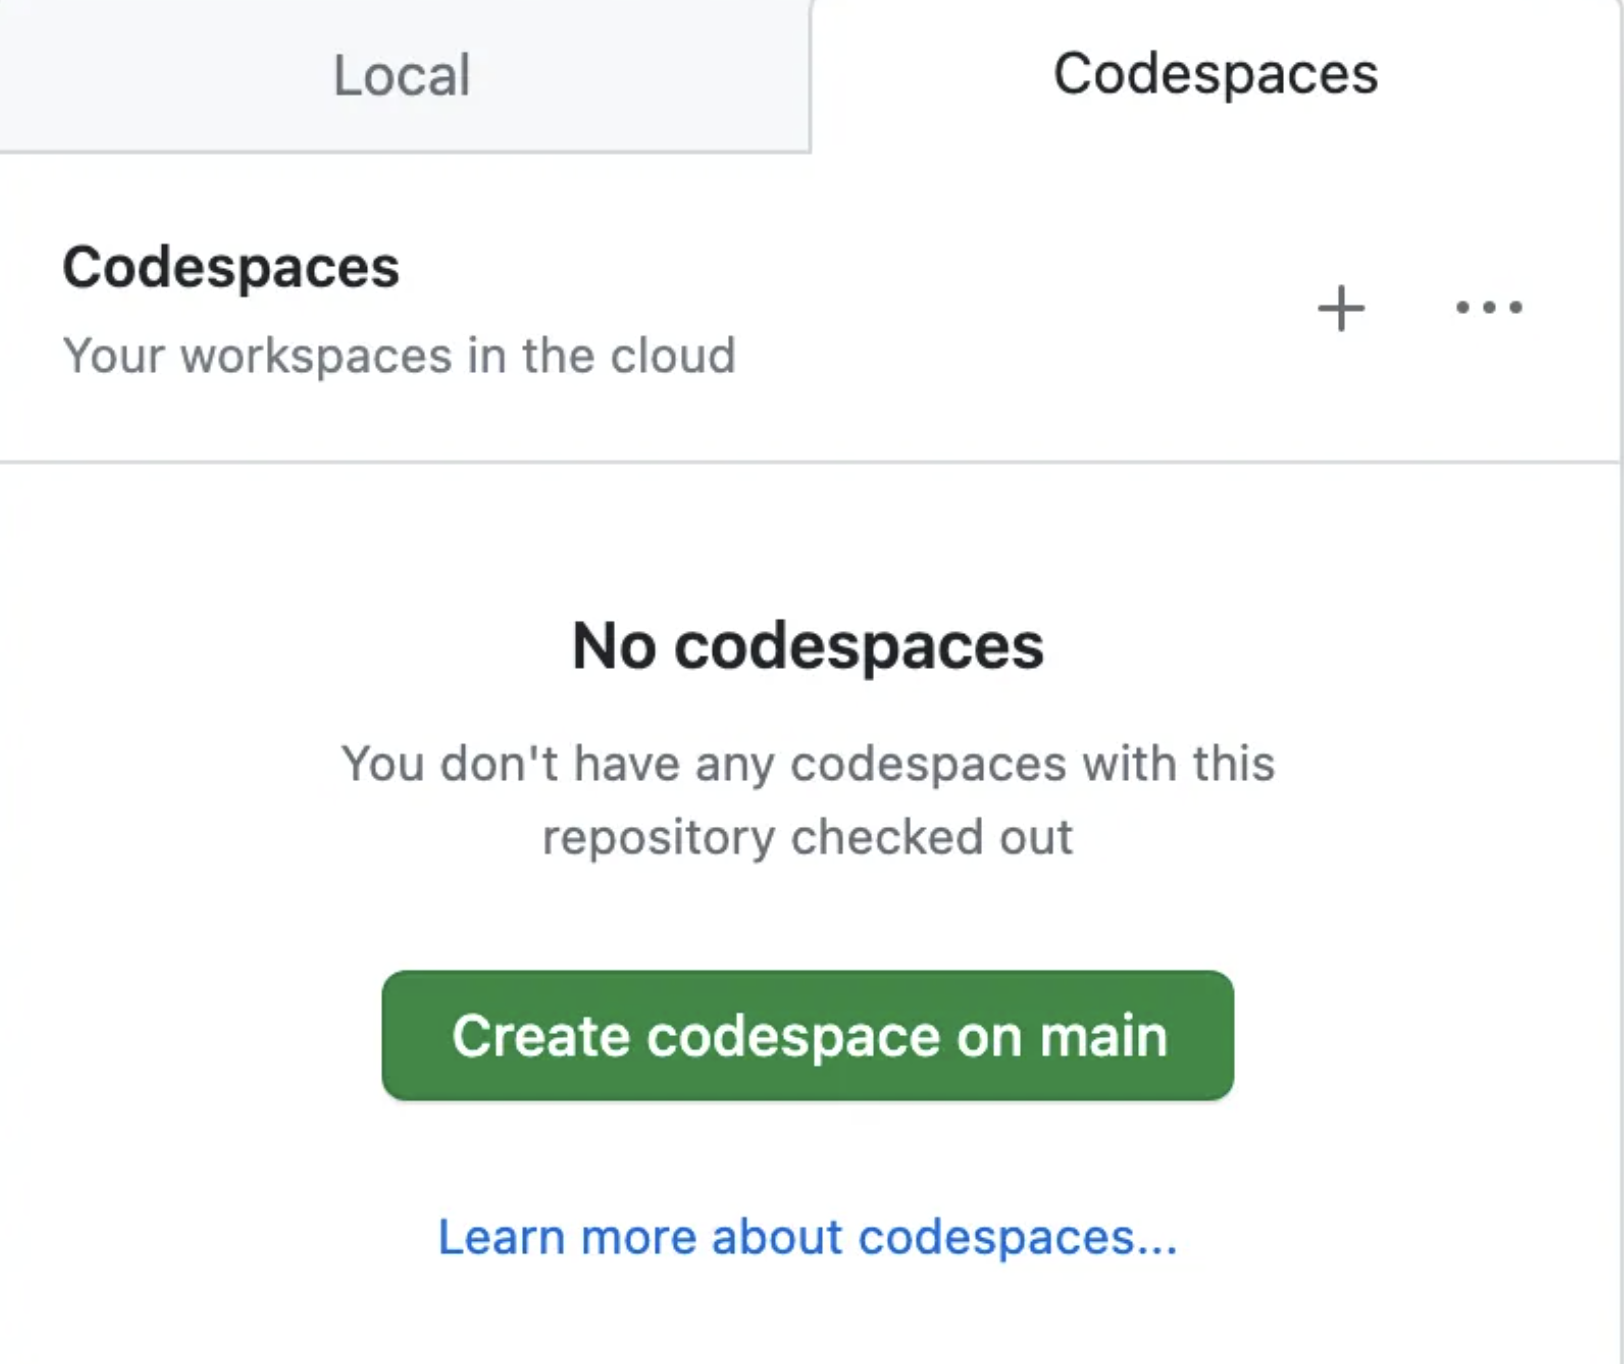 Local
Codespaces
Codespaces
Your workspaces in the cloud
No codespaces
You don't have any codespaces with this
repository checked out
Create codespace on main
Learn more about codespaces...